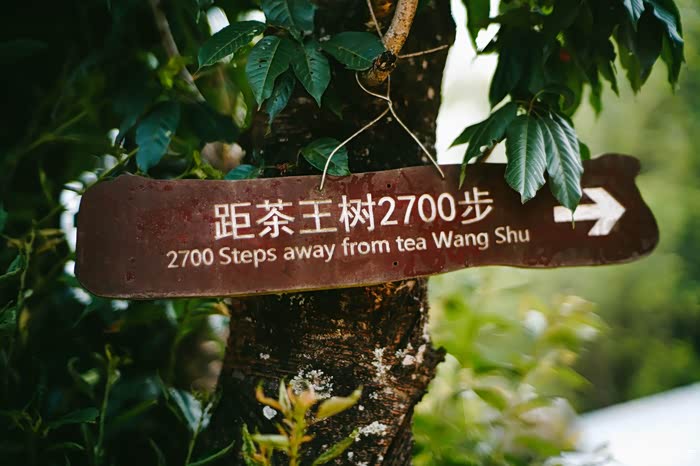 距茶王树2700步
2700 Steps away from tea Wang Shu